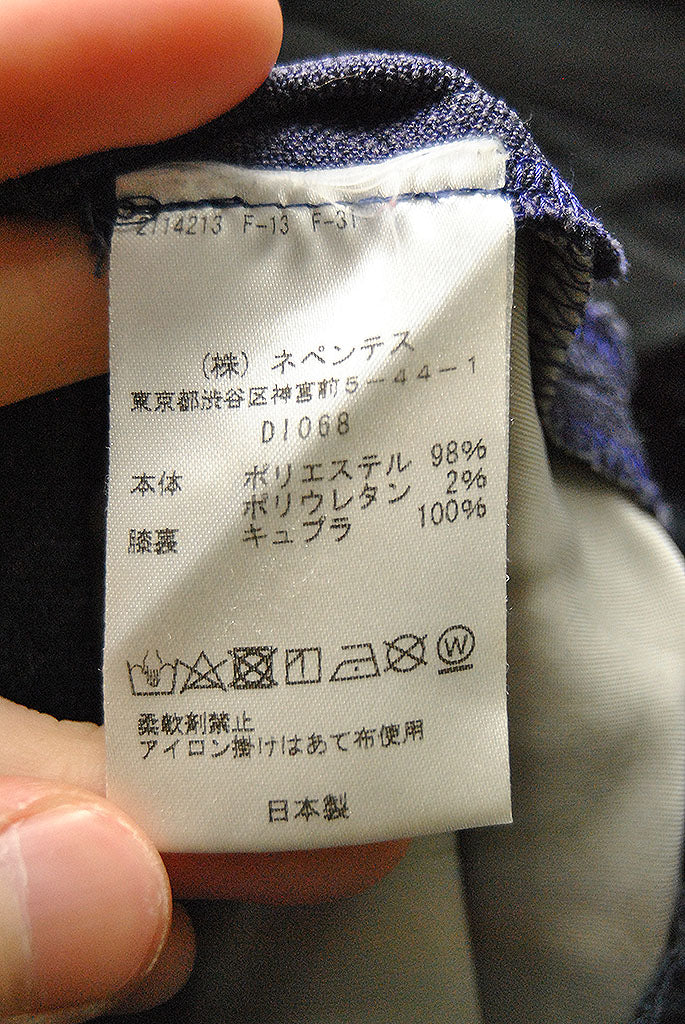 2114213 F-13 F-31
(株) ネペンテス
東京都渋谷区神宮前5-44-1
DI068
本体 ポリエステル 98%
ポリウレタン 2%
膝裏 キュプラ 100%
W
柔軟剤禁止
アイロン掛けはあて布使用
日本製